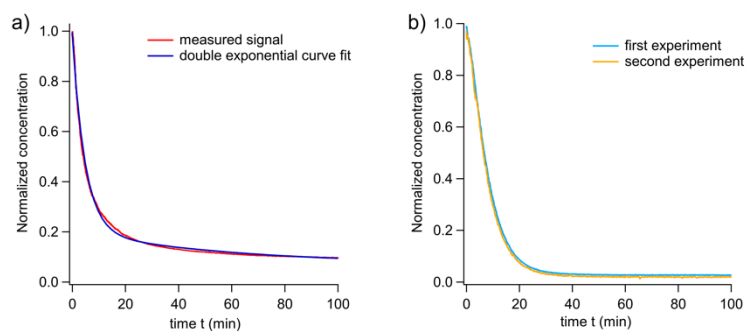 a)
measured signal
double exponential curve fit
Normalized concentration
1.0
0.8
0.6
0.4
0.2
0.0
0 20 40 60 80 100
time t (min)
b)
first experiment
second experiment
Normalized concentration
1.0
0.8
0.6
0.4
0.2
0.0
0 20 40 60 80 100
time t (min)